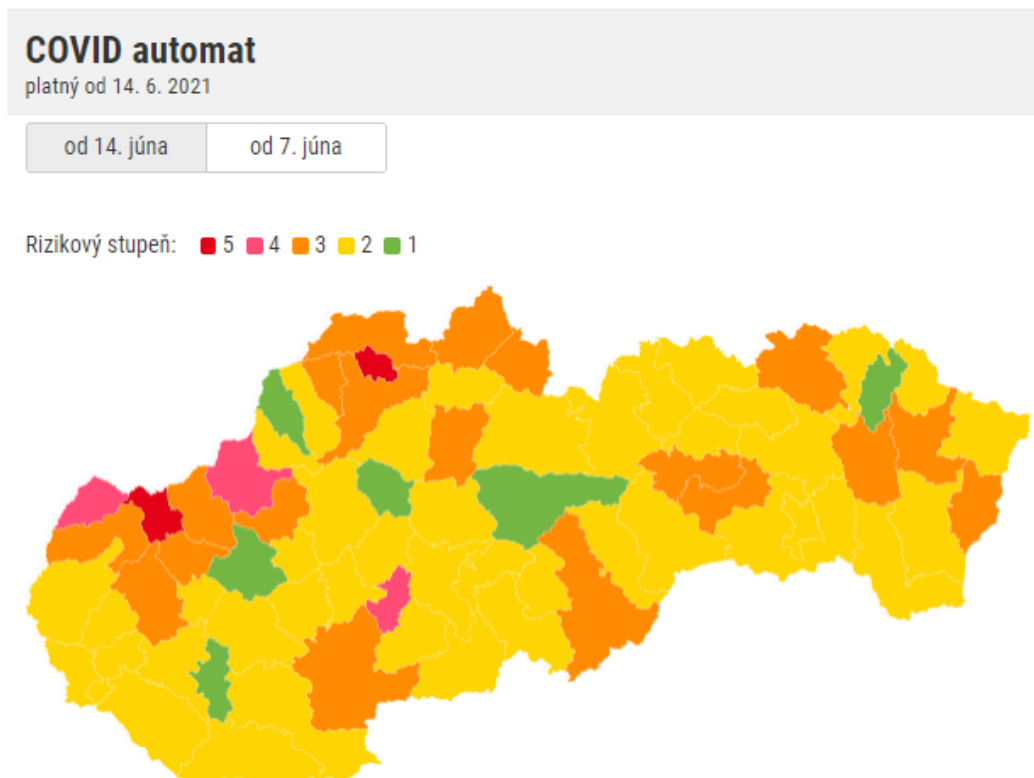 COVID automat
platný od 14. 6. 2021
od 14. júna
od 7. júna
Rizikový stupeň: 5 4 3 2 1